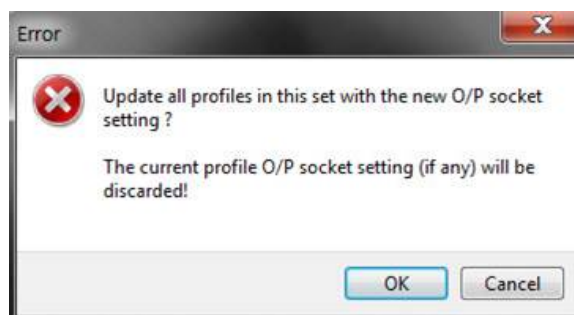 Error
Update all profiles in this set with the new O/P socket
setting ?
The current profile O/P socket setting (if any) will be
discarded!
OK
Cancel